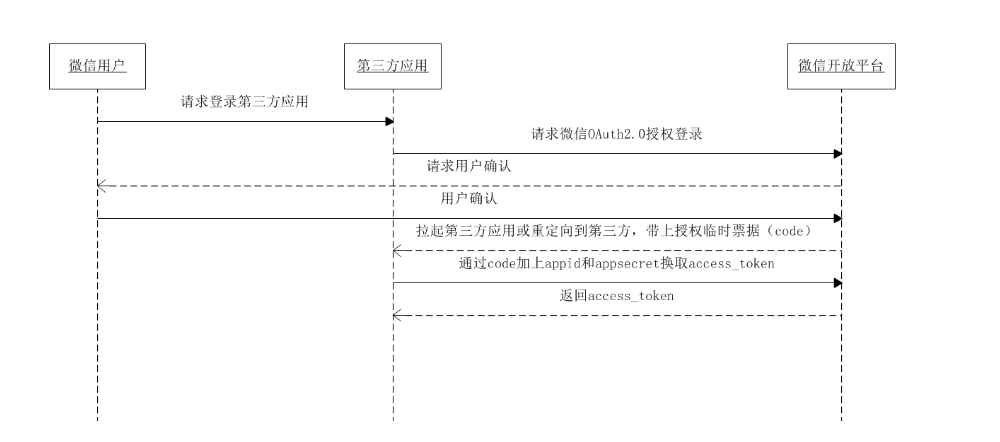 微信用户
第三方应用
微信开放平台
请求登录第三方应用
请求微信OAuth2.0授权登录
请求用户确认
用户确认
拉起第三方应用或重定向到第三方，带上授权临时票据（code）
通过code加上appid和appsecret换取access_token
返回access_token